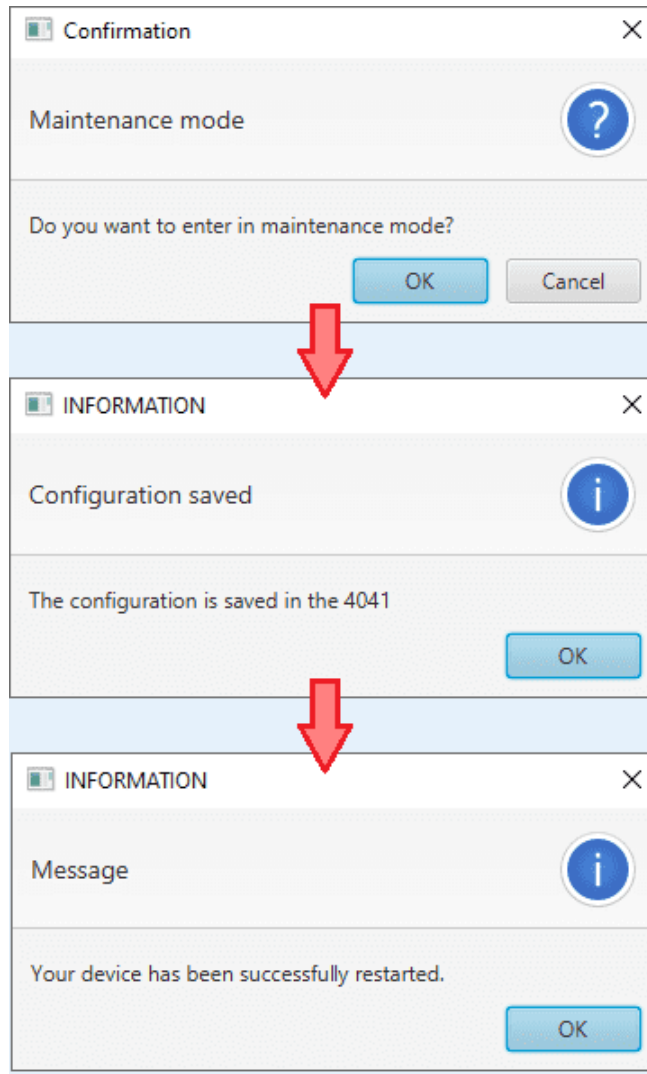 Confirmation
Maintenance mode
Do you want to enter in maintenance mode?
OK Cancel
INFORMATION
Configuration saved
The configuration is saved in the 4041
OK
INFORMATION
Message
Your device has been successfully restarted.
OK